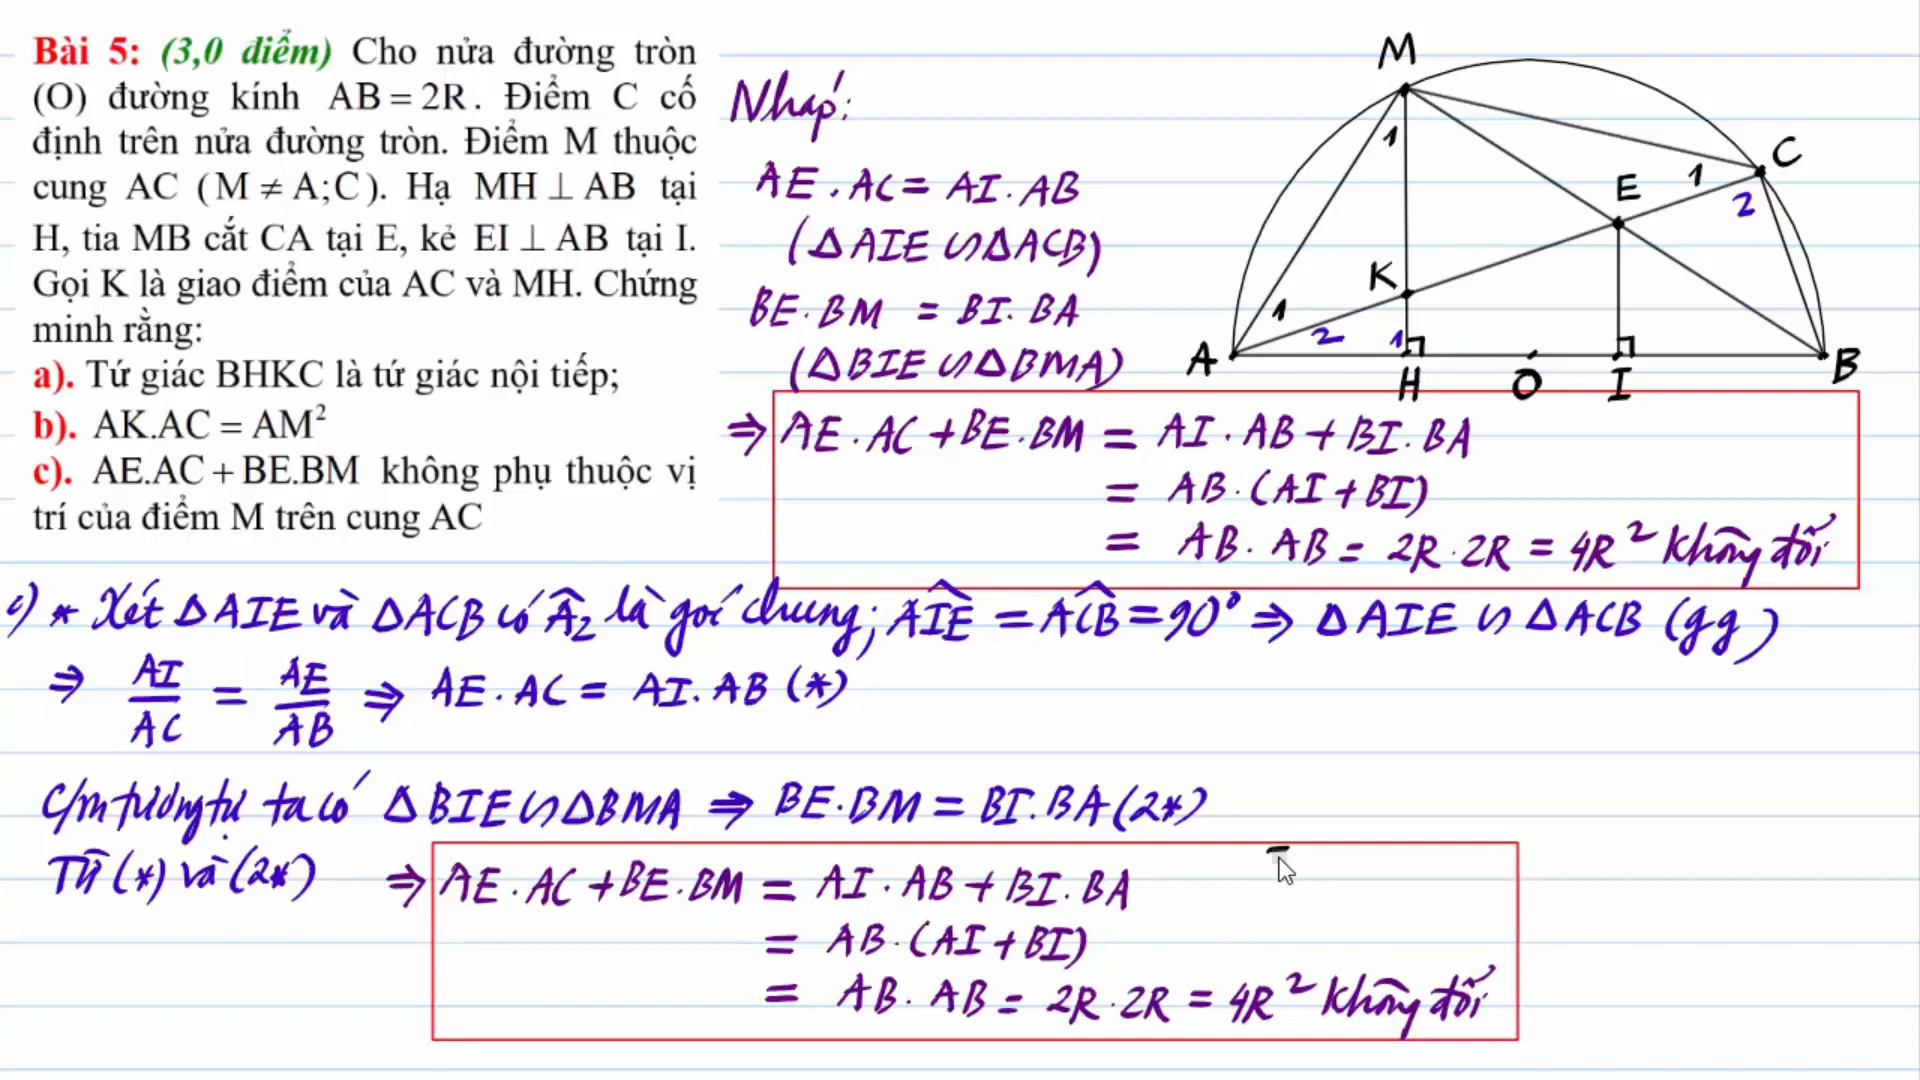 Bài 5: (3,0 điểm) Cho nửa đường tròn
(O) đường kính AB = 2R. Điểm C cố
định trên nửa đường tròn. Điểm M thuộc
cung AC (M ≠ A;C). Hạ MH ⊥ AB tại
H, tia MB cắt CA tại E, kẻ EI ⊥ AB tại I.
Gọi K là giao điểm của AC và MH. Chứng
minh rằng:
a). Tứ giác BHKC là tứ giác nội tiếp;
b). AK.AC = AM²
c). AE.AC + BE.BM không phụ thuộc vị
trí của điểm M trên cung AC
Nháp:
AE.AC = AI.AB
(ΔAIE ∽ ΔACB)
BE.BM = BI.BA
(ΔBIE ∽ ΔBMA)
M
1
C
1
2
E
K
1
2
1
A
H
O
I
B
⇒ AE.AC + BE.BM = AI.AB + BI.BA
= AB.(AI + BI)
= AB.AB = 2R.2R = 4R² không đổi
c) * Xét ΔAIE và ΔACB có Â₂ là góc chung; AÎE = AĈB = 90° ⇒ ΔAIE ∽ ΔACB (gg)
⇒ AI/AC = AE/AB ⇒ AE.AC = AI.AB (*)
C/m tương tự ta có ΔBIE ∽ ΔBMA ⇒ BE.BM = BI.BA (2*)
Từ (*) và (2*) ⇒ AE.AC + BE.BM = AI.AB + BI.BA
= AB.(AI + BI)
= AB.AB = 2R.2R = 4R² không đổi